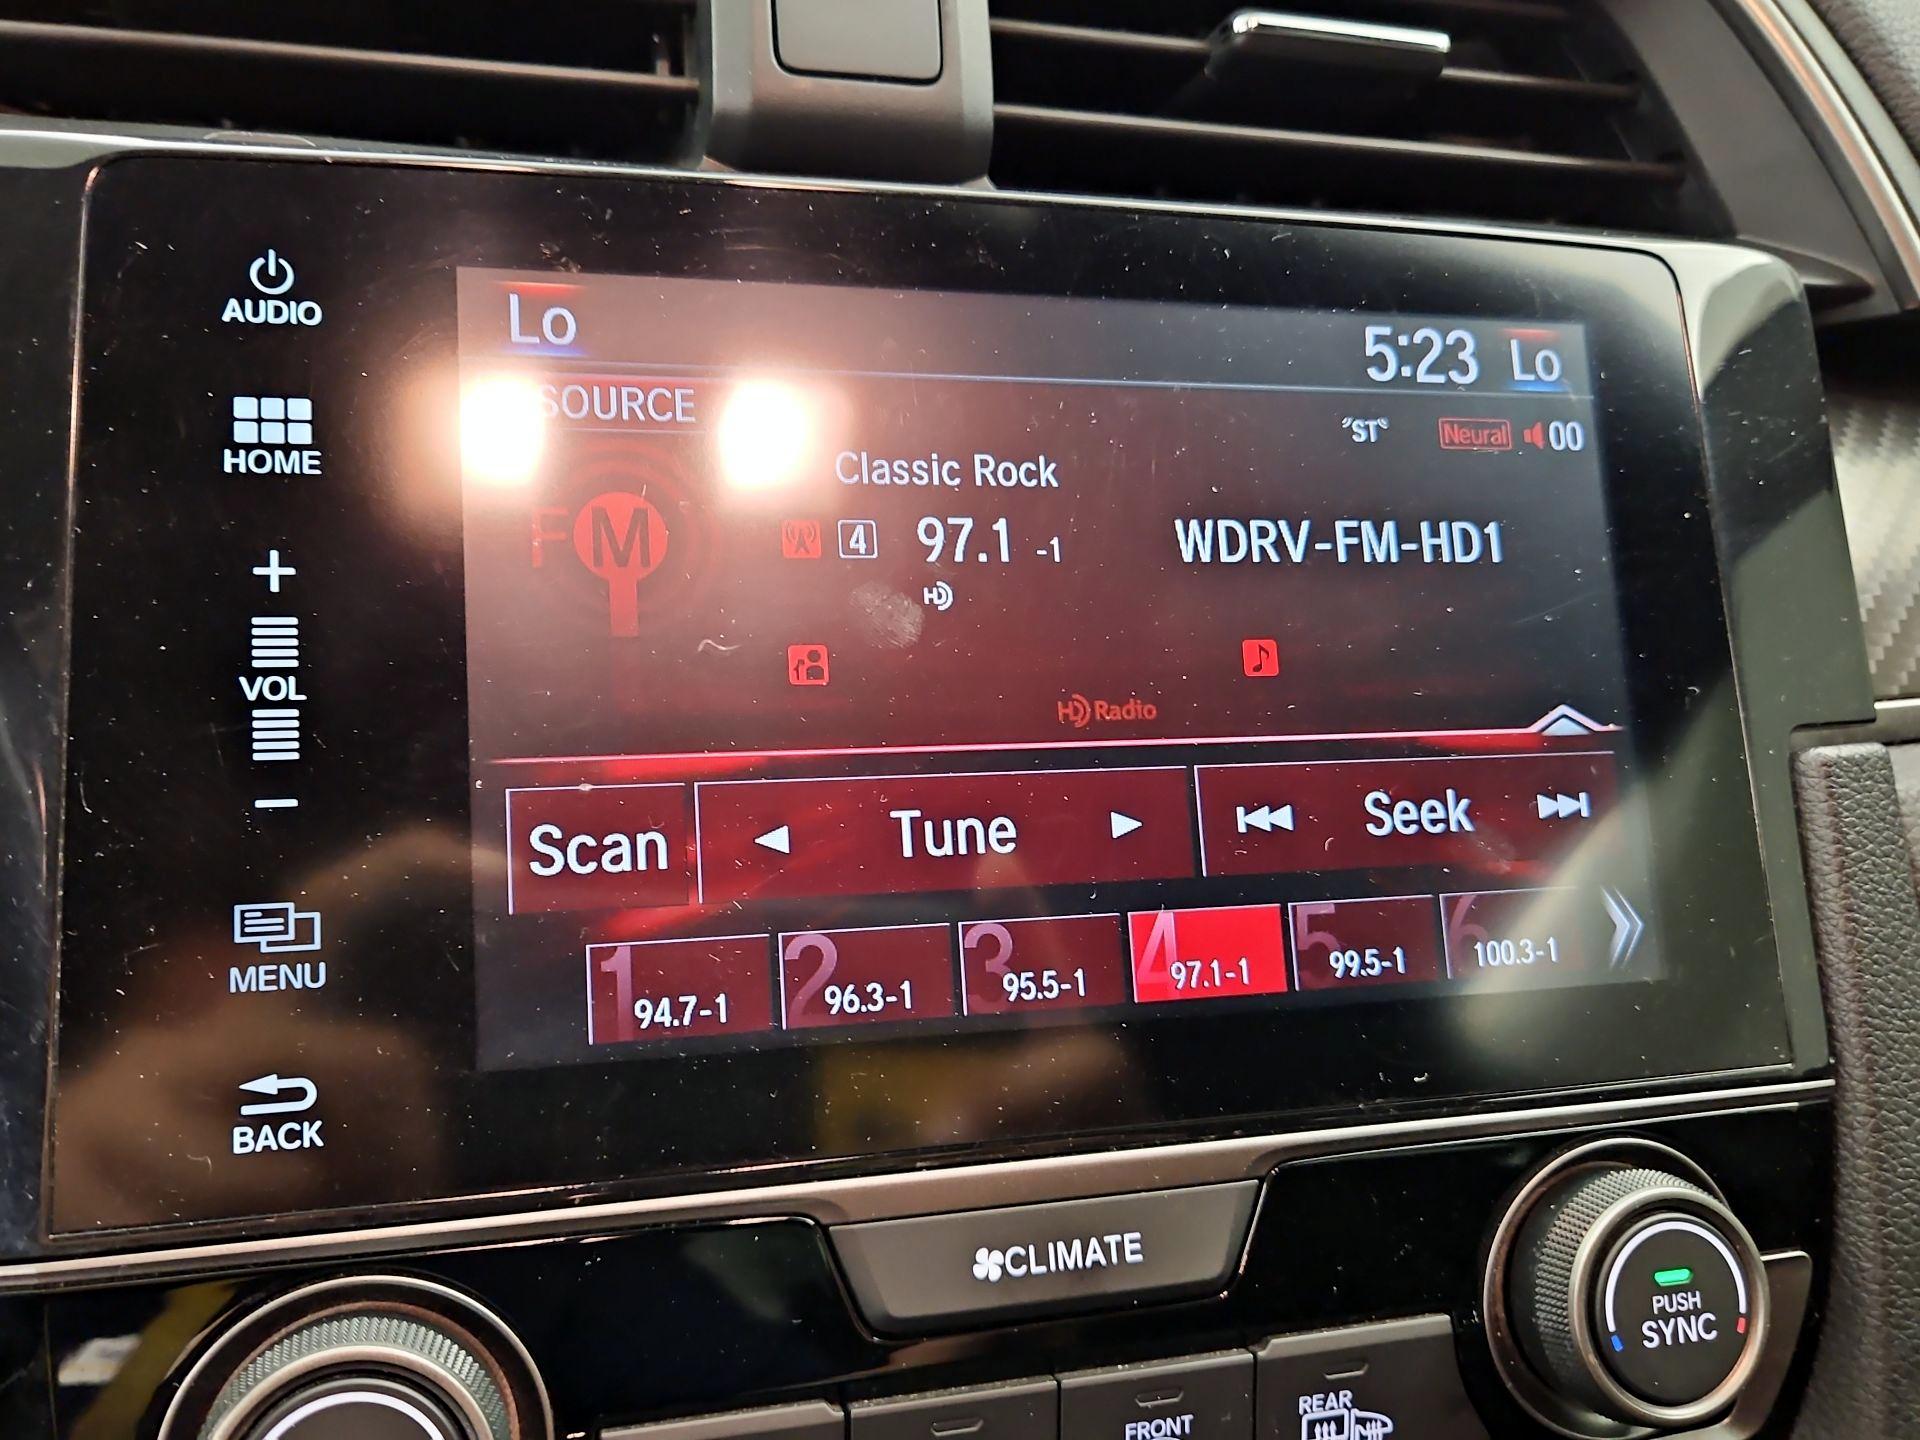 AUDIO
HOME
+
VOL
−
MENU
BACK
Lo
5:23 Lo
SOURCE
"ST"
Neural 00
Classic Rock
FM
4 97.1 -1 WDRV-FM-HD1
HD
HD Radio
Scan Tune Seek
1 94.7-1
2 96.3-1
3 95.5-1
4 97.1-1
5 99.5-1
6 100.3-1
CLIMATE
PUSH
SYNC
FRONT
REAR